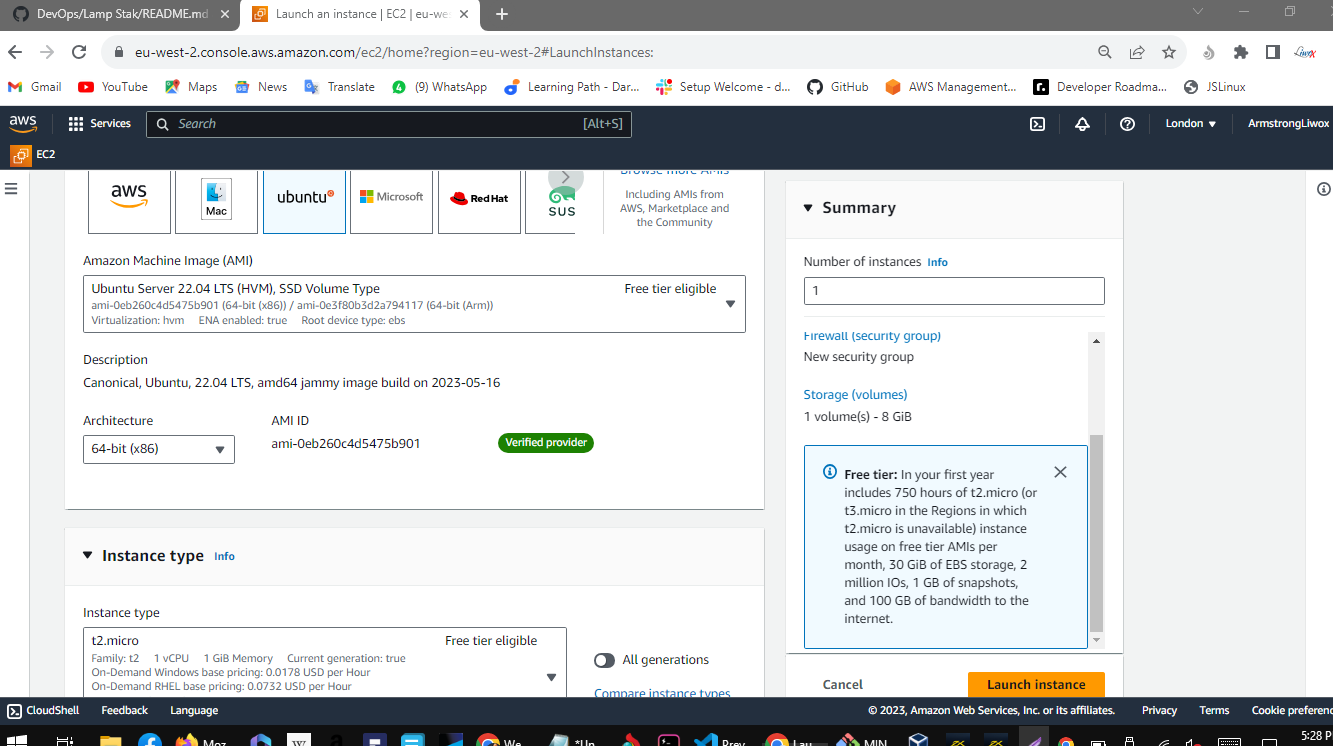 DevOps/Lamp Stak/README.md
Launch an instance | EC2 | eu-we
eu-west-2.console.aws.amazon.com/ec2/home?region=eu-west-2#LaunchInstances:
Gmail
YouTube
Maps
News
Translate
(9) WhatsApp
Learning Path - Dar...
Setup Welcome - d...
GitHub
AWS Management...
Developer Roadma...
JSLinux
aws
Services
Search
[Alt+S]
London
ArmstrongLiwox
EC2
aws
Mac
ubuntu
Microsoft
Red Hat
SUS
Browse more AMIs
Including AMIs from
AWS, Marketplace and
the Community
Amazon Machine Image (AMI)
Ubuntu Server 22.04 LTS (HVM), SSD Volume Type
Free tier eligible
ami-0eb260c4d5475b901 (64-bit (x86)) / ami-0e3f80b3d2a794117 (64-bit (Arm))
Virtualization: hvm ENA enabled: true Root device type: ebs
Description
Canonical, Ubuntu, 22.04 LTS, amd64 jammy image build on 2023-05-16
Architecture
AMI ID
64-bit (x86)
ami-0eb260c4d5475b901
Verified provider
Instance type Info
Instance type
t2.micro
Free tier eligible
Family: t2 1 vCPU 1 GiB Memory Current generation: true
On-Demand Windows base pricing: 0.0178 USD per Hour
On-Demand RHEL base pricing: 0.0732 USD per Hour
All generations
Compare instance types
Summary
Number of instances Info
1
Firewall (security group)
New security group
Storage (volumes)
1 volume(s) - 8 GiB
Free tier: In your first year
includes 750 hours of t2.micro (or
t3.micro in the Regions in which
t2.micro is unavailable) instance
usage on free tier AMIs per
month, 30 GiB of EBS storage, 2
million IOs, 1 GB of snapshots,
and 100 GB of bandwidth to the
internet.
Cancel
Launch instance
CloudShell
Feedback
Language
© 2023, Amazon Web Services, Inc. or its affiliates.
Privacy
Terms
Cookie preferenc
Moz
We
*Un
Prev
Lau
MIN
5:28 P